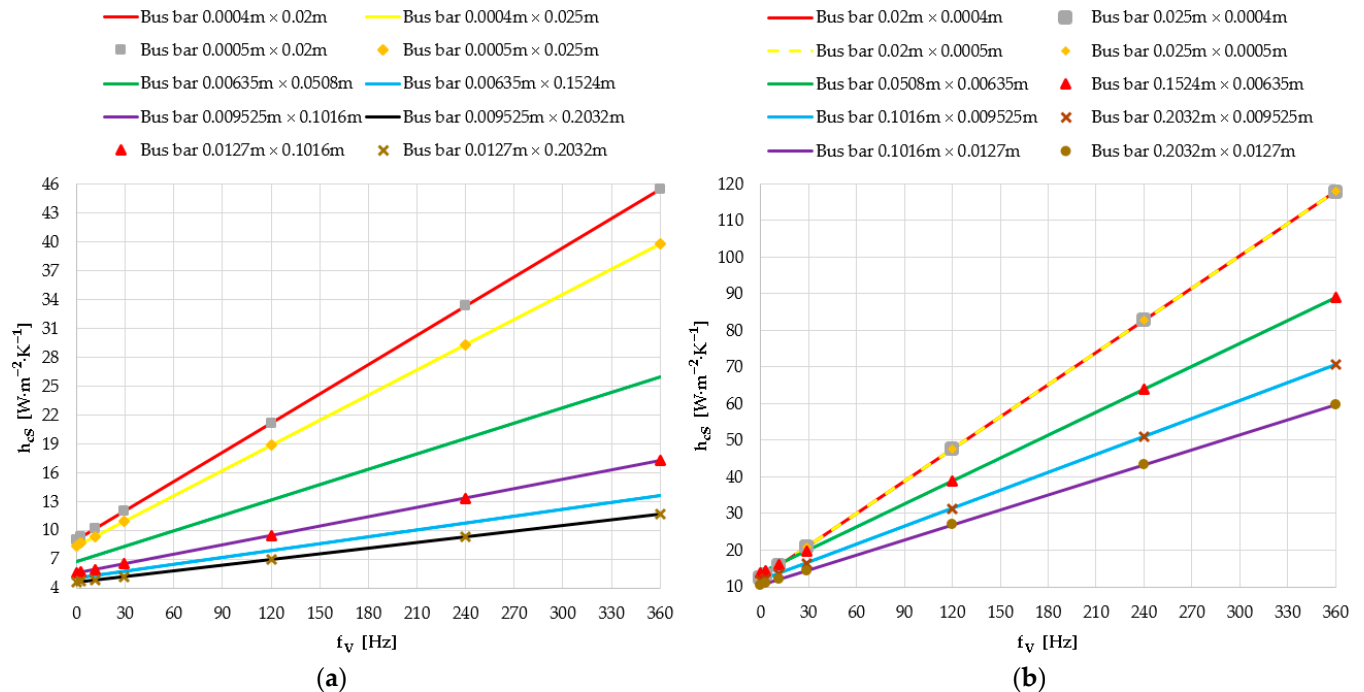 Bus bar 0.0004m × 0.02m
Bus bar 0.0004m × 0.025m
Bus bar 0.0005m × 0.02m
Bus bar 0.0005m × 0.025m
Bus bar 0.00635m × 0.0508m
Bus bar 0.00635m × 0.1524m
Bus bar 0.009525m × 0.1016m
Bus bar 0.009525m × 0.2032m
Bus bar 0.0127m × 0.1016m
Bus bar 0.0127m × 0.2032m
46
43
40
37
34
31
28
25
22
19
16
13
10
7
4
h_cS [W·m⁻²·K⁻¹]
0 30 60 90 120 150 180 210 240 270 300 330 360
f_V [Hz]
(a)
Bus bar 0.02m × 0.0004m
Bus bar 0.025m × 0.0004m
Bus bar 0.02m × 0.0005m
Bus bar 0.025m × 0.0005m
Bus bar 0.0508m × 0.00635m
Bus bar 0.1524m × 0.00635m
Bus bar 0.1016m × 0.009525m
Bus bar 0.2032m × 0.009525m
Bus bar 0.1016m × 0.0127m
Bus bar 0.2032m × 0.0127m
120
110
100
90
80
70
60
50
40
30
20
10
h_cS [W·m⁻²·K⁻¹]
0 30 60 90 120 150 180 210 240 270 300 330 360
f_V [Hz]
(b)